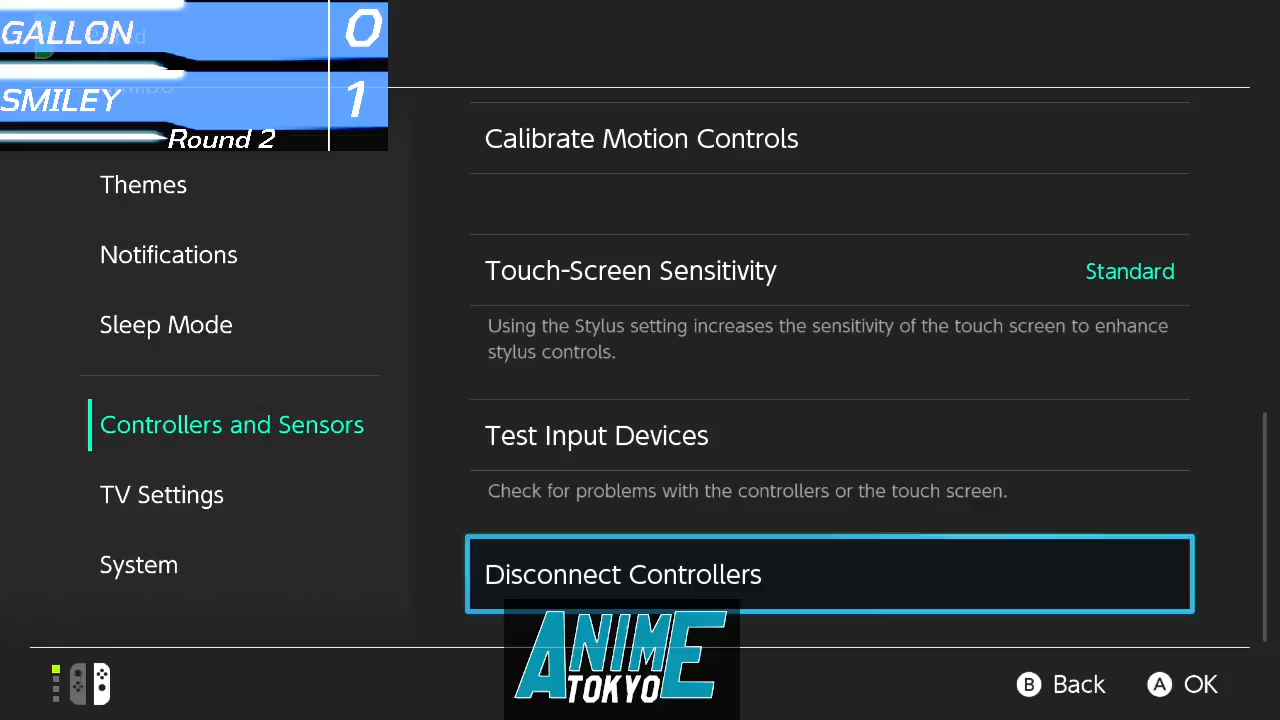 GALLON 0
SMILEY 1
Round 2
Calibrate Motion Controls
Themes
Notifications
Touch-Screen Sensitivity Standard
Sleep Mode
Using the Stylus setting increases the sensitivity of the touch screen to enhance
stylus controls.
Controllers and Sensors
Test Input Devices
TV Settings
Check for problems with the controllers or the touch screen.
System
Disconnect Controllers
ANIME
TOKYO
B Back A OK